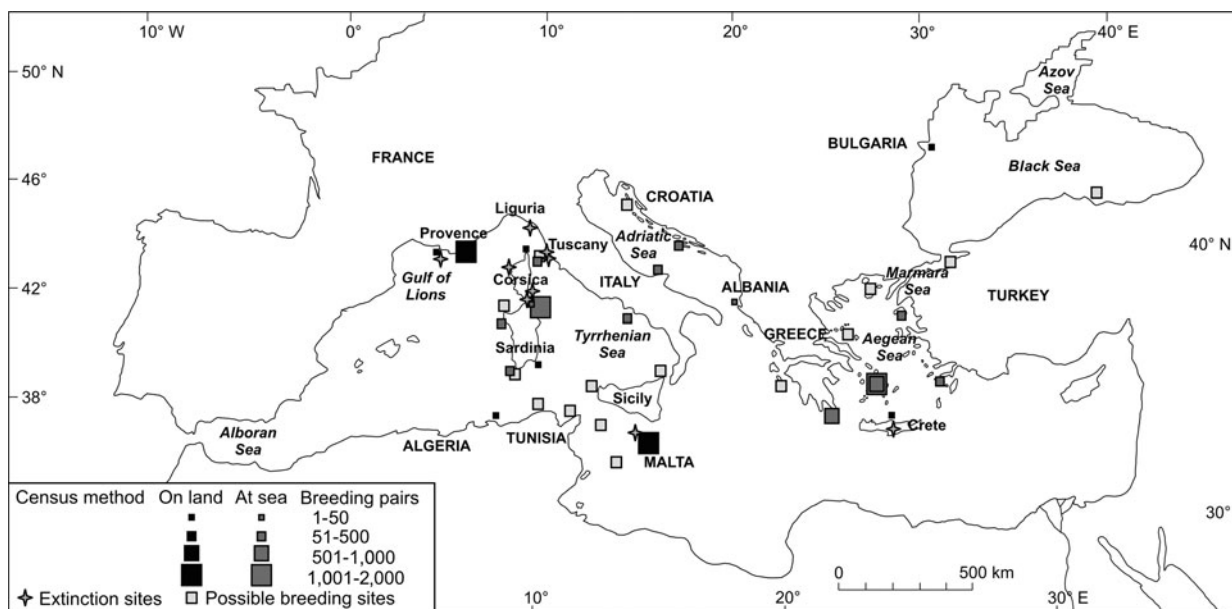 10° W 0° 10° 20° 30° 40° E
50° N
Azov
Sea
BULGARIA
FRANCE
Black Sea
46°
CROATIA
Liguria
Provence
Tuscany
Adriatic
Sea
40° N
Gulf of
Lions
Corsica
ITALY
Marmara
Sea
42°
ALBANIA
TURKEY
GREECE
Tyrrhenian
Sea
Aegean
Sea
Sardinia
38°
Sicily
Alboran
Sea
ALGERIA
TUNISIA
Crete
MALTA
Census method On land At sea Breeding pairs
1-50
51-500
501-1,000
1,001-2,000
Extinction sites Possible breeding sites
30°
0 500 km
10° 20° 30° E